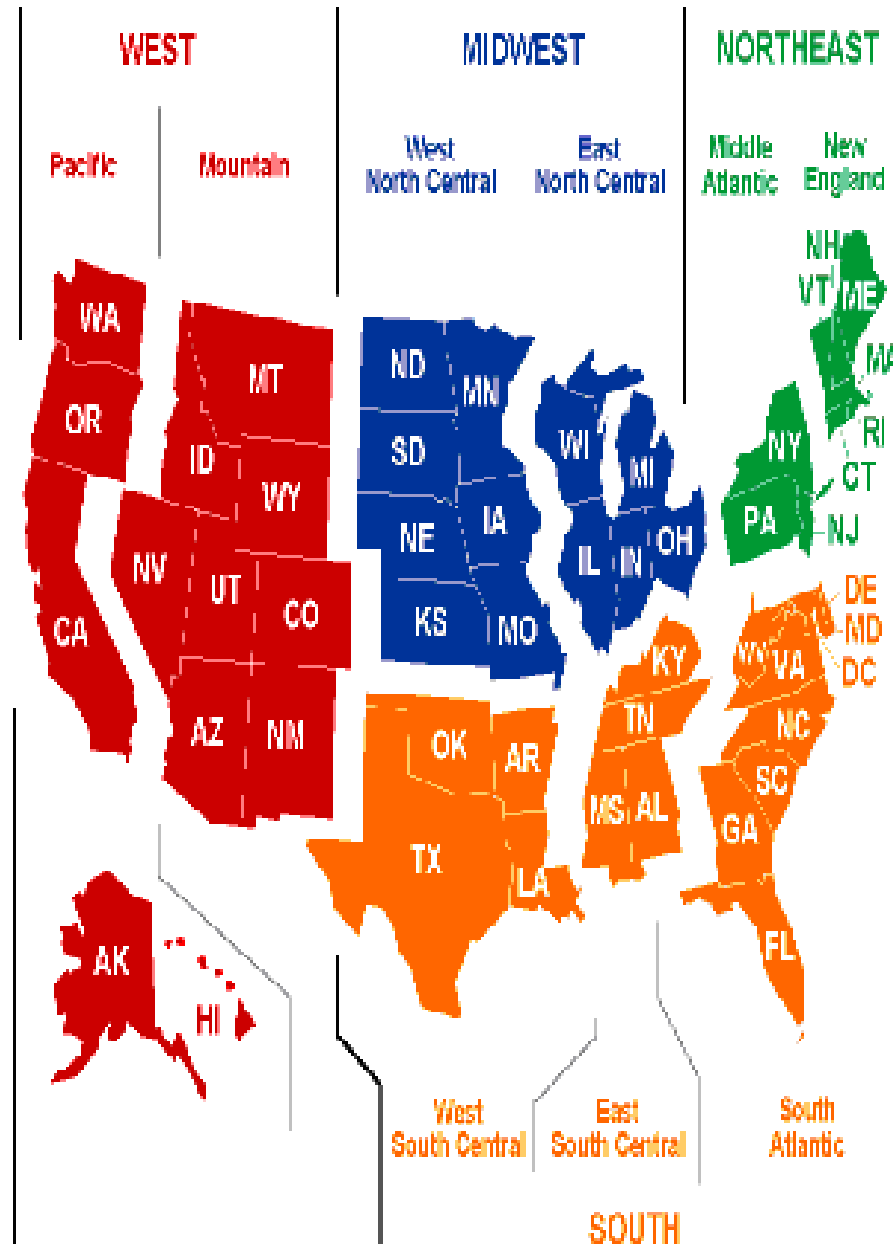 WEST
MIDWEST
NORTHEAST
Pacific
Mountain
West
North Central
East
North Central
Middle
Atlantic
New
England
NH
VT
ME
WA
MT
ND
MN
MA
OR
ID
SD
WI
MI
NY
RI
WY
CT
NV
UT
NE
IA
IL
IN
OH
PA
NJ
CA
CO
KS
MO
DE
MD
DC
KY
WV
VA
AZ
NM
OK
AR
TN
NC
SC
TX
LA
MS
AL
GA
FL
AK
HI
West
South Central
East
South Central
South
Atlantic
SOUTH